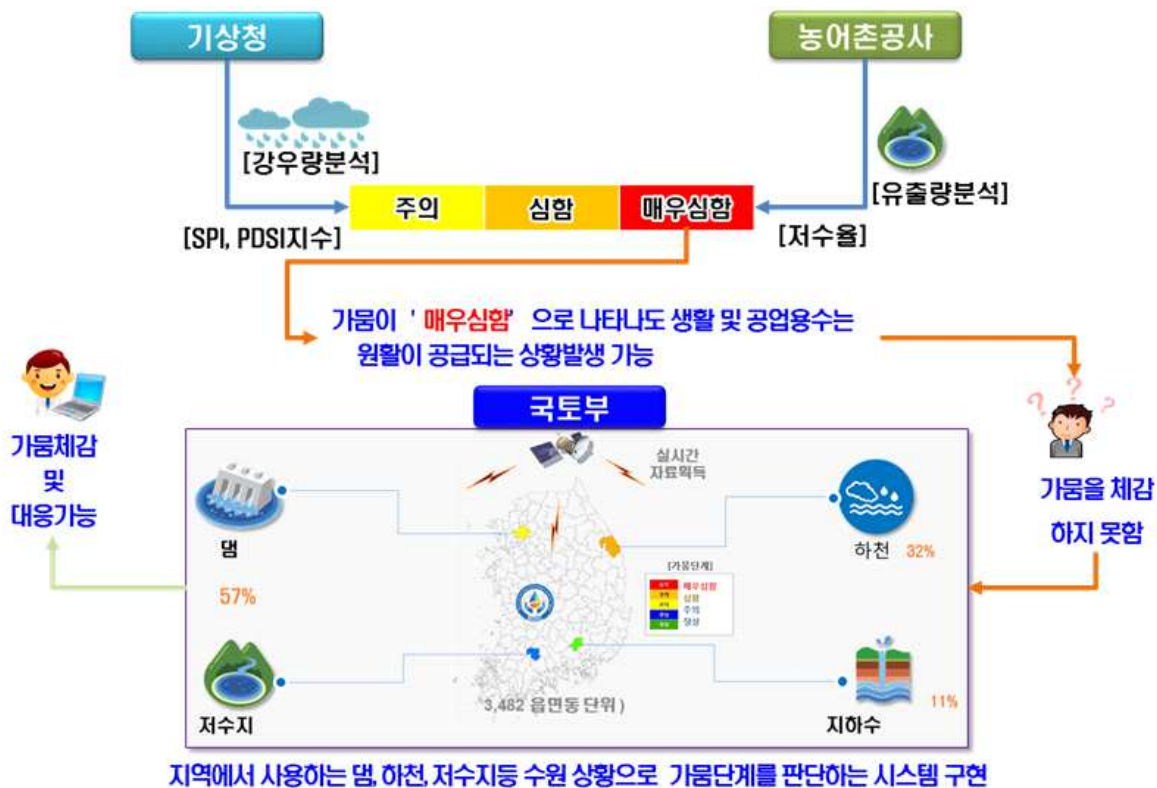 기상청
농어촌공사
[강우량분석]
[유출량분석]
주의
심함
매우심함
[SPI, PDSI지수]
[저수율]
가뭄이 ' 매우심함' 으로 나타나도 생활 및 공업용수는
원활이 공급되는 상황발생 가능
국토부
가뭄체감
및
대응가능
실시간
자료획득
가뭄을 체감
하지 못함
댐
57%
하천 32%
[가뭄단계]
매우심함
심함
주의
정상
저수지
3,482 읍면동 단위 )
지하수
11%
지역에서 사용하는 댐, 하천, 저수지등 수원 상황으로 가뭄단계를 판단하는 시스템 구현